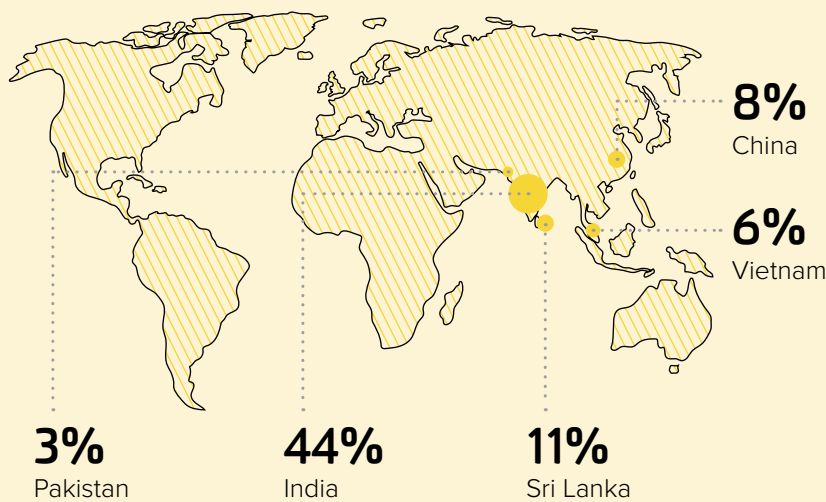 8%
China
6%
Vietnam
3%
Pakistan
44%
India
11%
Sri Lanka